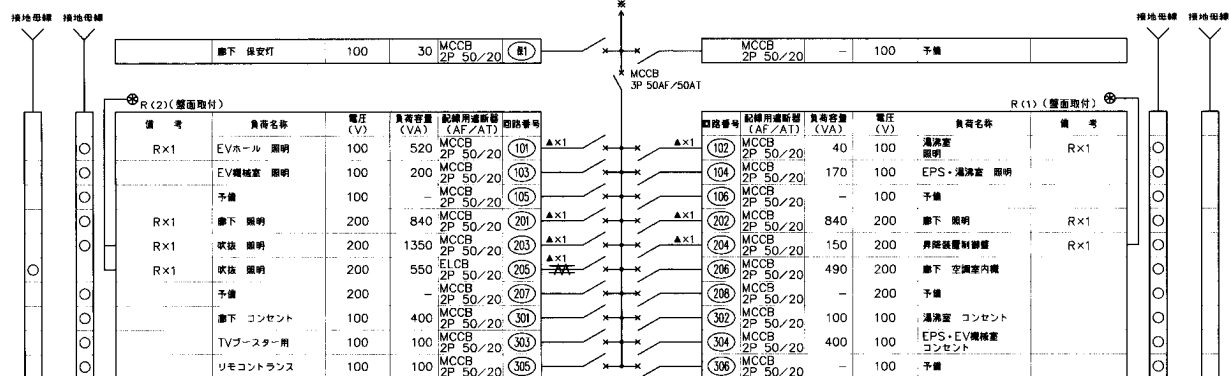 ※
接地母線 接地母線 接地母線 接地母線
廊下 保安灯 100 30 MCCB 2P 50/20 保1
MCCB 2P 50/20 - 100 予備
MCCB
3P 50AF/50AT
R(2)(盤面取付)
R(1)(盤面取付)
備 考 負荷名称 電圧(V) 負荷容量(VA) 配線用遮断器(AF/AT) 回路番号
回路番号 配線用遮断器(AF/AT) 負荷容量(VA) 電圧(V) 負荷名称 備 考
R×1 EVホール 照明 100 520 MCCB 2P 50/20 101 ▲×1
▲×1 102 MCCB 2P 50/20 40 100 湯沸室 照明 R×1
EV機械室 照明 100 200 MCCB 2P 50/20 103
104 MCCB 2P 50/20 170 100 EPS・湯沸室 照明
予備 100 - MCCB 2P 50/20 105
106 MCCB 2P 50/20 - 100 予備
R×1 廊下 照明 200 840 MCCB 2P 50/20 201 ▲×1
▲×1 202 MCCB 2P 50/20 840 200 廊下 照明 R×1
R×1 吹抜 照明 200 1350 MCCB 2P 50/20 203 ▲×1
▲×1 204 MCCB 2P 50/20 150 200 昇降装置制御盤 R×1
R×1 吹抜 照明 200 550 ELCB 2P 50/20 205 ▲×1
206 MCCB 2P 50/20 490 200 廊下 空調室内機
予備 200 - MCCB 2P 50/20 207
208 MCCB 2P 50/20 - 200 予備
廊下 コンセント 100 400 MCCB 2P 50/20 301
302 MCCB 2P 50/20 100 100 湯沸室 コンセント
TVブースター用 100 100 MCCB 2P 50/20 303
304 MCCB 2P 50/20 400 100 EPS・EV機械室 コンセント
リモコントランス 100 100 MCCB 2P 50/20 305
306 MCCB 2P 50/20 - 100 予備